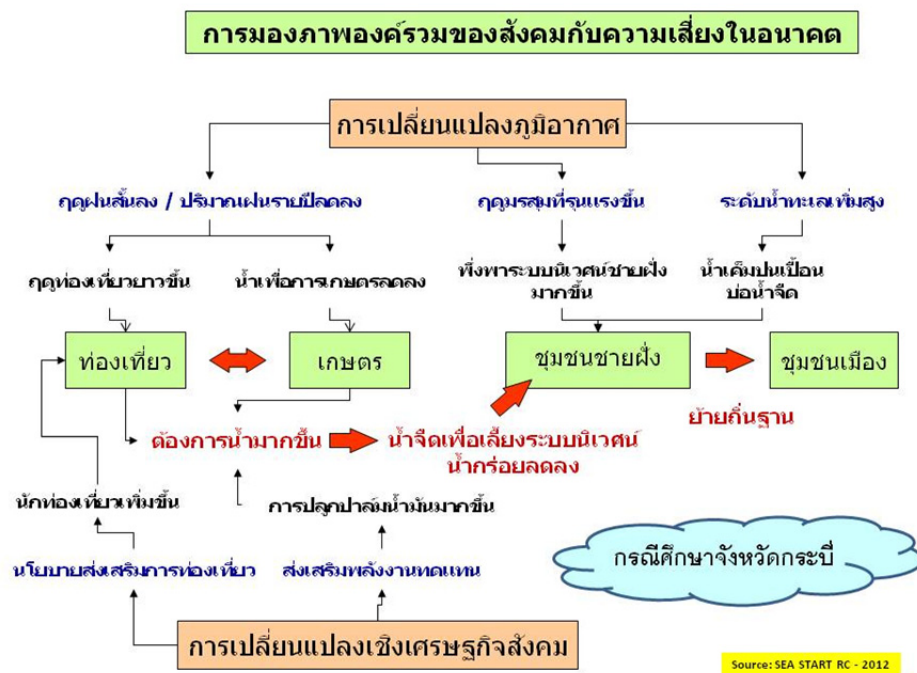 การมองภาพองค์รวมของสังคมกับความเสี่ยงในอนาคต
การเปลี่ยนแปลงภูมิอากาศ
ฤดูฝนสั้นลง / ปริมาณฝนรายปีลดลง
ฤดูมรสุมที่รุนแรงขึ้น
ระดับน้ำทะเลเพิ่มสูง
ฤดูท่องเที่ยวยาวขึ้น
น้ำเพื่อการเกษตรลดลง
พึ่งพาระบบนิเวศน์ชายฝั่ง
มากขึ้น
น้ำเค็มปนเปื้อน
บ่อน้ำจืด
ท่องเที่ยว
เกษตร
ชุมชนชายฝั่ง
ชุมชนเมือง
ย้ายถิ่นฐาน
ต้องการน้ำมากขึ้น
น้ำจืดเพื่อเลี้ยงระบบนิเวศน์
น้ำกร่อยลดลง
นักท่องเที่ยวเพิ่มขึ้น
การปลูกปาล์มน้ำมันมากขึ้น
กรณีศึกษาจังหวัดกระบี่
นโยบายส่งเสริมการท่องเที่ยว
ส่งเสริมพลังงานทดแทน
การเปลี่ยนแปลงเชิงเศรษฐกิจสังคม
Source: SEA START RC - 2012